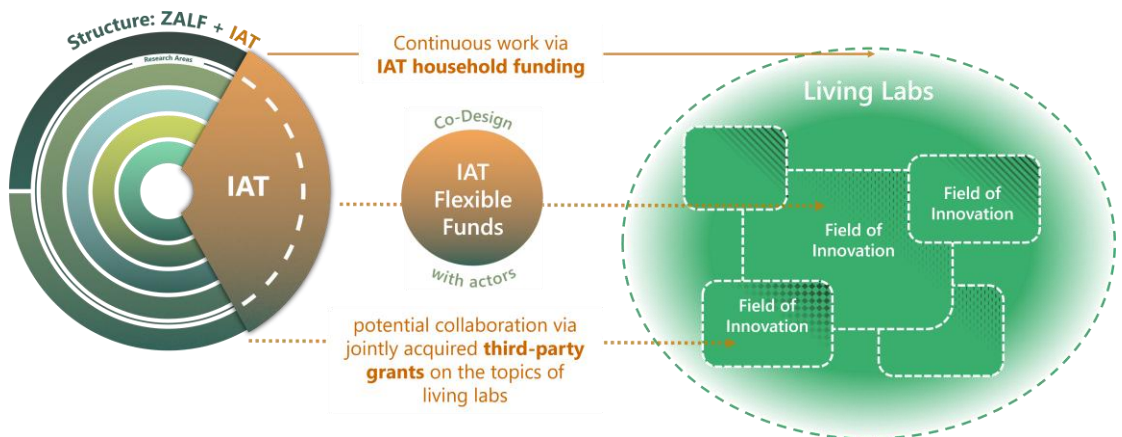 Structure: ZALF + IAT
Research Areas
IAT
Continuous work via
IAT household funding
Co-Design
IAT
Flexible
Funds
with actors
potential collaboration via
jointly acquired third-party
grants on the topics of
living labs
Living Labs
Field of
Innovation
Field of
Innovation
Field of
Innovation